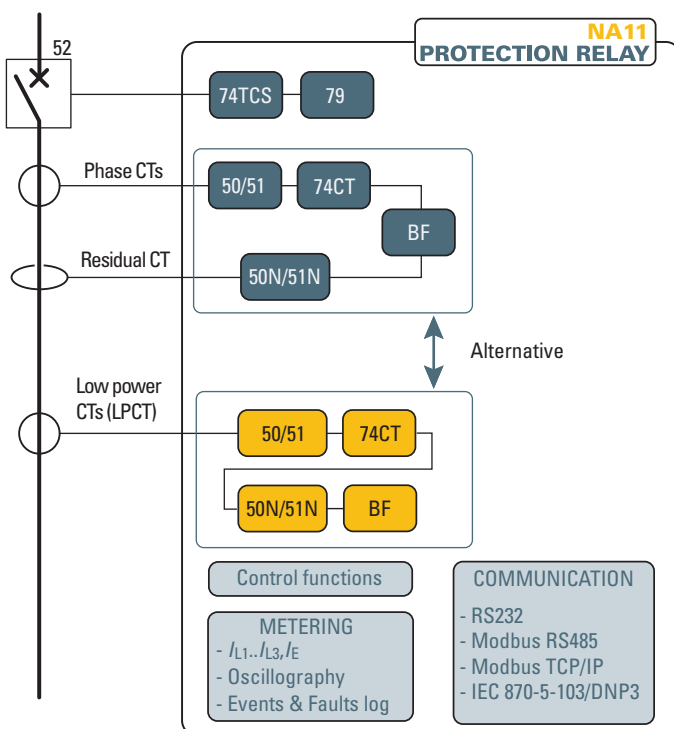 NA11
PROTECTION RELAY
52
74TCS
79
Phase CTs
50/51
74CT
BF
Residual CT
50N/51N
Alternative
Low power
CTs (LPCT)
50/51
74CT
50N/51N
BF
Control functions
METERING
- IL1..IL3, IE
- Oscillography
- Events & Faults log
COMMUNICATION
- RS232
- Modbus RS485
- Modbus TCP/IP
- IEC 870-5-103/DNP3